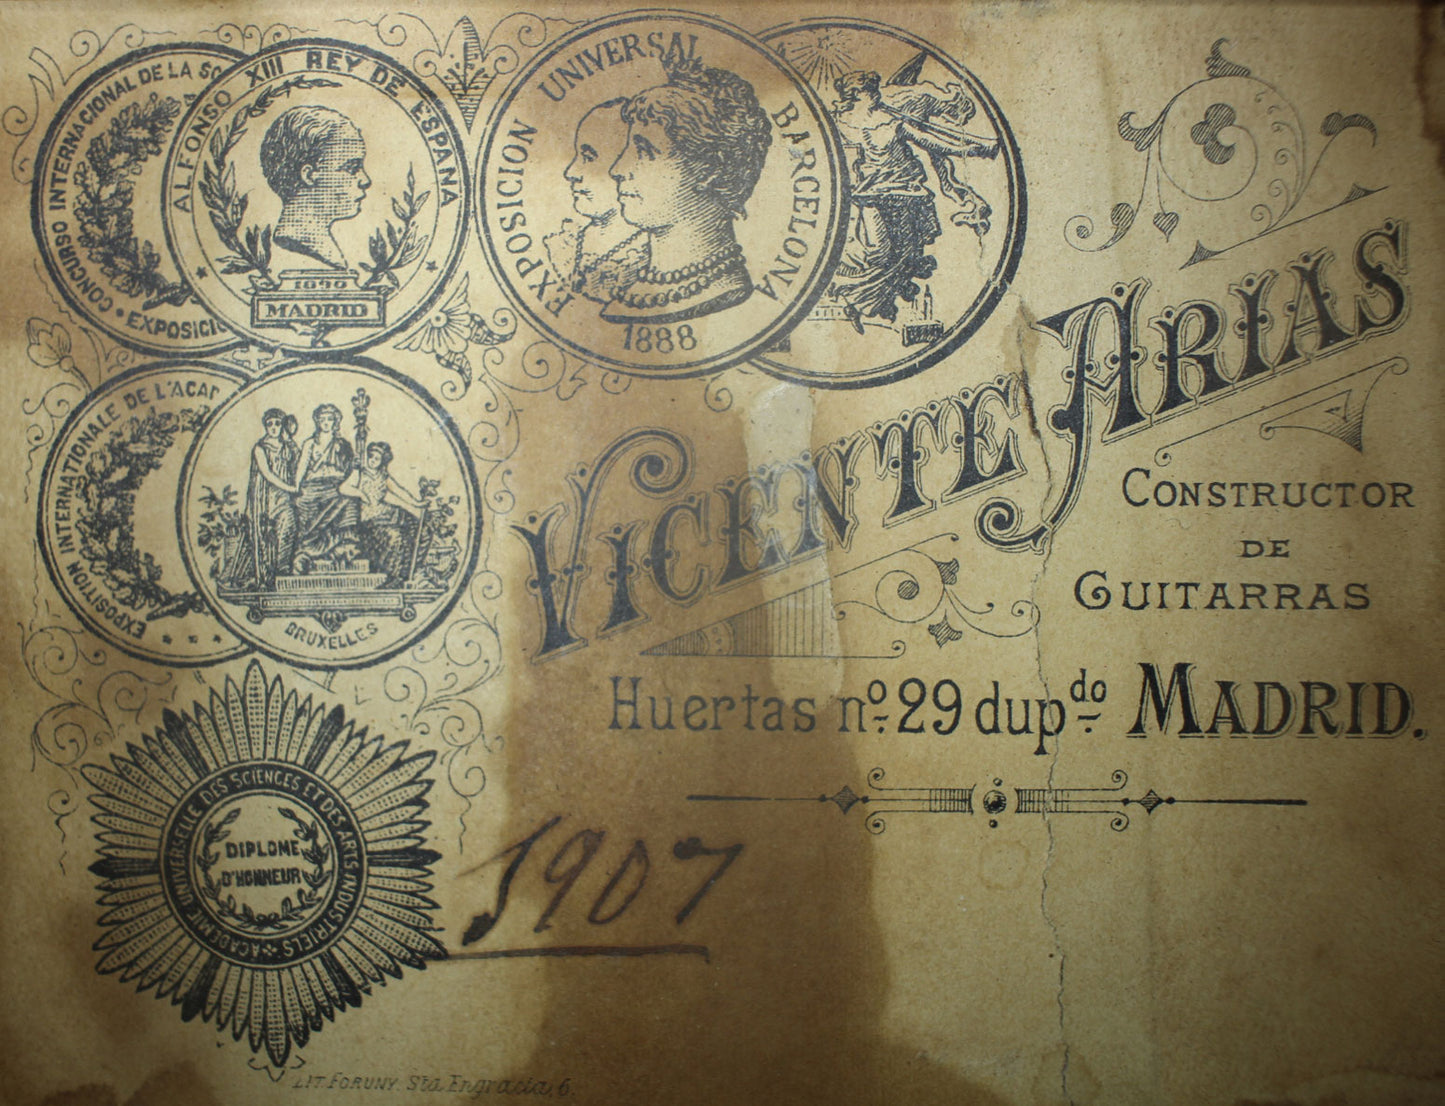 CONCURSO INTERNACIONAL DE LA SO
EXPOSICIO
ALFONSO XIII REY DE ESPAÑA
1890
MADRID
EXPOSICION UNIVERSAL BARCELONA
1888
EXPOSITION INTERNATIONALE DE L'ACAD
BRUXELLES
VICENTE ARIAS
CONSTRUCTOR
DE
GUITARRAS
Huertas nº 29 dupdo MADRID.
ACADÉMIE UNIVERSELLE DES SCIENCES ET DES ARTS INDUSTRIELS
DIPLOME
D'HONNEUR
1907
LIT. FORUNY. Sta Engracia, 6.